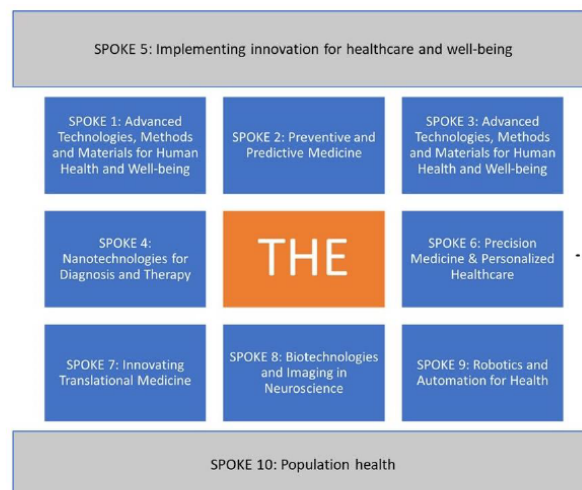 SPOKE 5: Implementing innovation for healthcare and well-being
SPOKE 1: Advanced
Technologies, Methods
and Materials for Human
Health and Well-being
SPOKE 2: Preventive and
Predictive Medicine
SPOKE 3: Advanced
Technologies, Methods
and Materials for Human
Health and Well-being
SPOKE 4:
Nanotechnologies for
Diagnosis and Therapy
THE
SPOKE 6: Precision
Medicine & Personalized
Healthcare
-
SPOKE 7: Innovating
Translational Medicine
SPOKE 8: Biotechnologies
and Imaging in
Neuroscience
SPOKE 9: Robotics and
Automation for Health
SPOKE 10: Population health